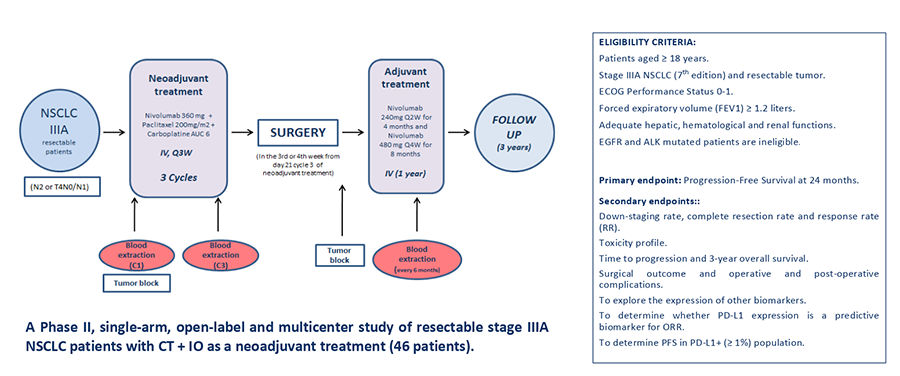 NSCLC
IIIA
resectable
patients
(N2 or T4N0/N1)
Neoadjuvant
treatment
Nivolumab 360 mg +
Paclitaxel 200mg/m2 +
Carboplatine AUC 6
IV, Q3W
3 Cycles
Blood
extraction
(C1)
Tumor block
Blood
extraction
(C3)
SURGERY
(In the 3rd or 4th week from
day 21 cycle 3 of
neoadjuvant treatment)
Tumor
block
Adjuvant
treatment
Nivolumab
240mg Q2W for
4 months and
Nivolumab
480 mg Q4W for
8 months
IV (1 year)
Blood
extraction
(every 6 months)
FOLLOW
UP
(3 years)
A Phase II, single-arm, open-label and multicenter study of resectable stage IIIA
NSCLC patients with CT + IO as a neoadjuvant treatment (46 patients).
ELIGIBILITY CRITERIA:
Patients aged ≥ 18 years.
Stage IIIA NSCLC (7th edition) and resectable tumor.
ECOG Performance Status 0-1.
Forced expiratory volume (FEV1) ≥ 1.2 liters.
Adequate hepatic, hematological and renal functions.
EGFR and ALK mutated patients are ineligible.
Primary endpoint: Progression-Free Survival at 24 months.
Secondary endpoints::
Down-staging rate, complete resection rate and response rate
(RR).
Toxicity profile.
Time to progression and 3-year overall survival.
Surgical outcome and operative and post-operative
complications.
To explore the expression of other biomarkers.
To determine whether PD-L1 expression is a predictive
biomarker for ORR.
To determine PFS in PD-L1+ (≥ 1%) population.